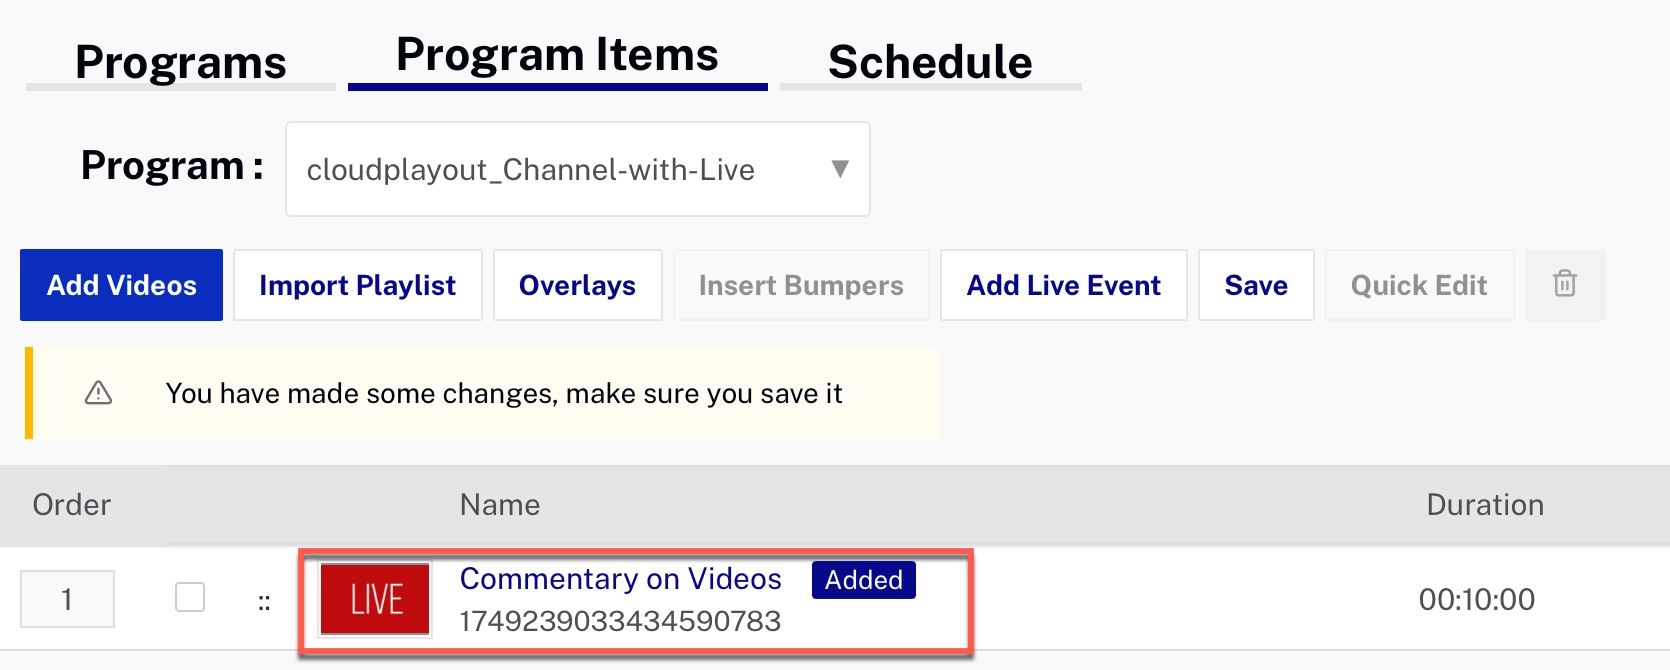 Programs Program Items Schedule
Program : cloudplayout_Channel-with-Live
Add Videos Import Playlist Overlays Insert Bumpers Add Live Event Save Quick Edit
You have made some changes, make sure you save it
Order Name Duration
1 LIVE Commentary on Videos Added 00:10:00
1749239033434590783